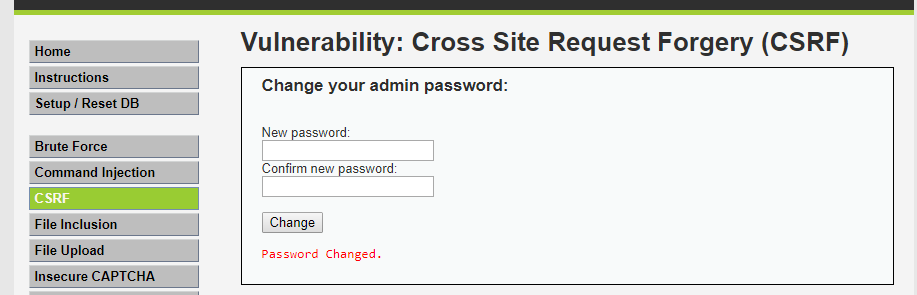 Vulnerability: Cross Site Request Forgery (CSRF)
Home
Instructions
Setup / Reset DB
Brute Force
Command Injection
CSRF
File Inclusion
File Upload
Insecure CAPTCHA
Change your admin password:
New password:
Confirm new password:
Change
Password Changed.